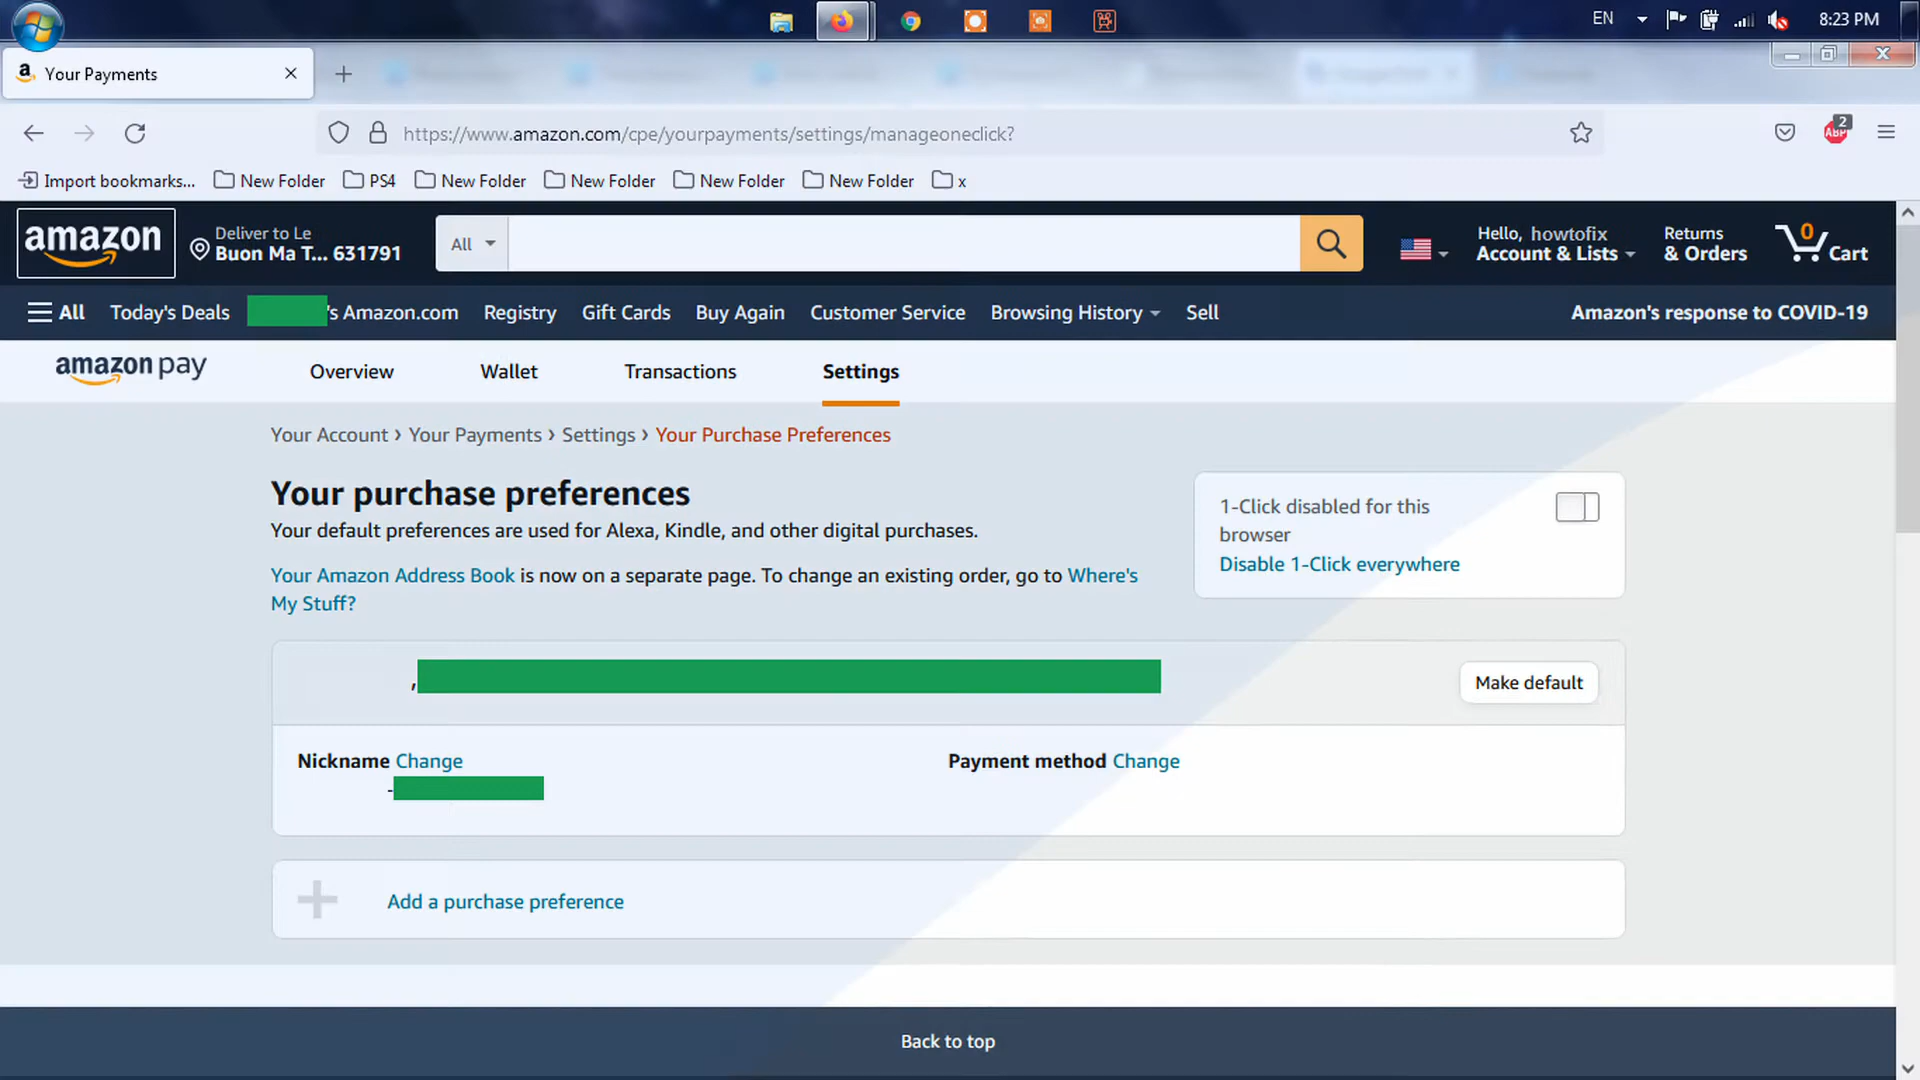 EN
8:23 PM
Your Payments
https://www.amazon.com/cpe/yourpayments/settings/manageoneclick?
ABP
2
Import bookmarks...
New Folder
PS4
New Folder
New Folder
New Folder
New Folder
x
amazon
Deliver to Le
Buon Ma T... 631791
All
Hello, howtofix
Account & Lists
Returns
& Orders
0
Cart
All
Today's Deals
's Amazon.com
Registry
Gift Cards
Buy Again
Customer Service
Browsing History
Sell
Amazon's response to COVID-19
amazon pay
Overview
Wallet
Transactions
Settings
Your Account › Your Payments › Settings › Your Purchase Preferences
Your purchase preferences
Your default preferences are used for Alexa, Kindle, and other digital purchases.
Your Amazon Address Book is now on a separate page. To change an existing order, go to Where's
My Stuff?
1-Click disabled for this
browser
Disable 1-Click everywhere
,
Make default
Nickname Change
-
Payment method Change
Add a purchase preference
Back to top